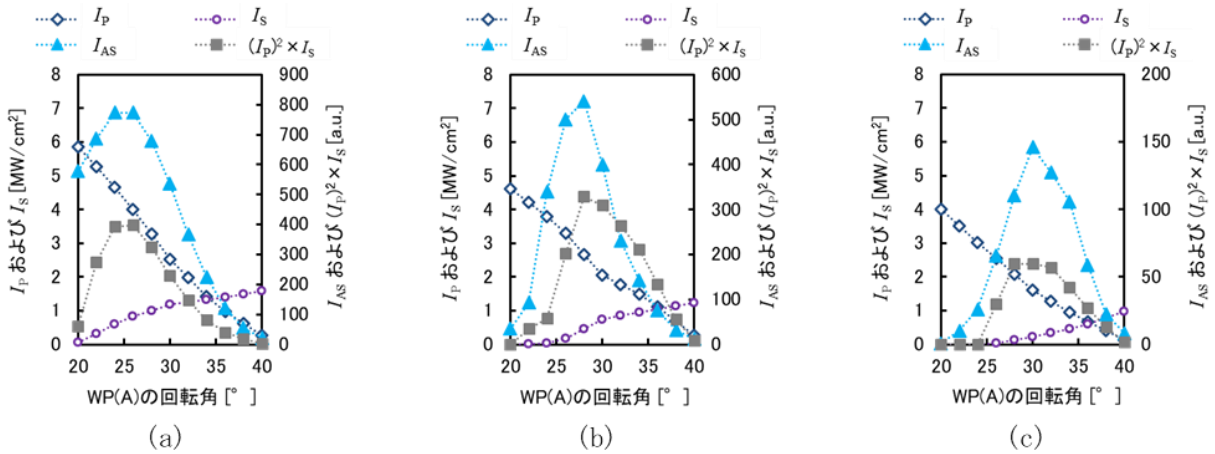 I_P I_S
I_AS (I_P)² × I_S
8 7 6 5 4 3 2 1 0
900 800 700 600 500 400 300 200 100 0
20 25 30 35 40
I_P および I_S [MW/cm²]
I_AS および (I_P)² × I_S [a.u.]
WP(A)の回転角 [° ]
(a)
I_P I_S
I_AS (I_P)² × I_S
8 7 6 5 4 3 2 1 0
600 500 400 300 200 100 0
20 25 30 35 40
I_P および I_S [MW/cm²]
I_AS および (I_P)² × I_S [a.u.]
WP(A)の回転角 [° ]
(b)
I_P I_S
I_AS (I_P)² × I_S
8 7 6 5 4 3 2 1 0
200 150 100 50 0
20 25 30 35 40
I_P および I_S [MW/cm²]
I_AS および (I_P)² × I_S [a.u.]
WP(A)の回転角 [° ]
(c)